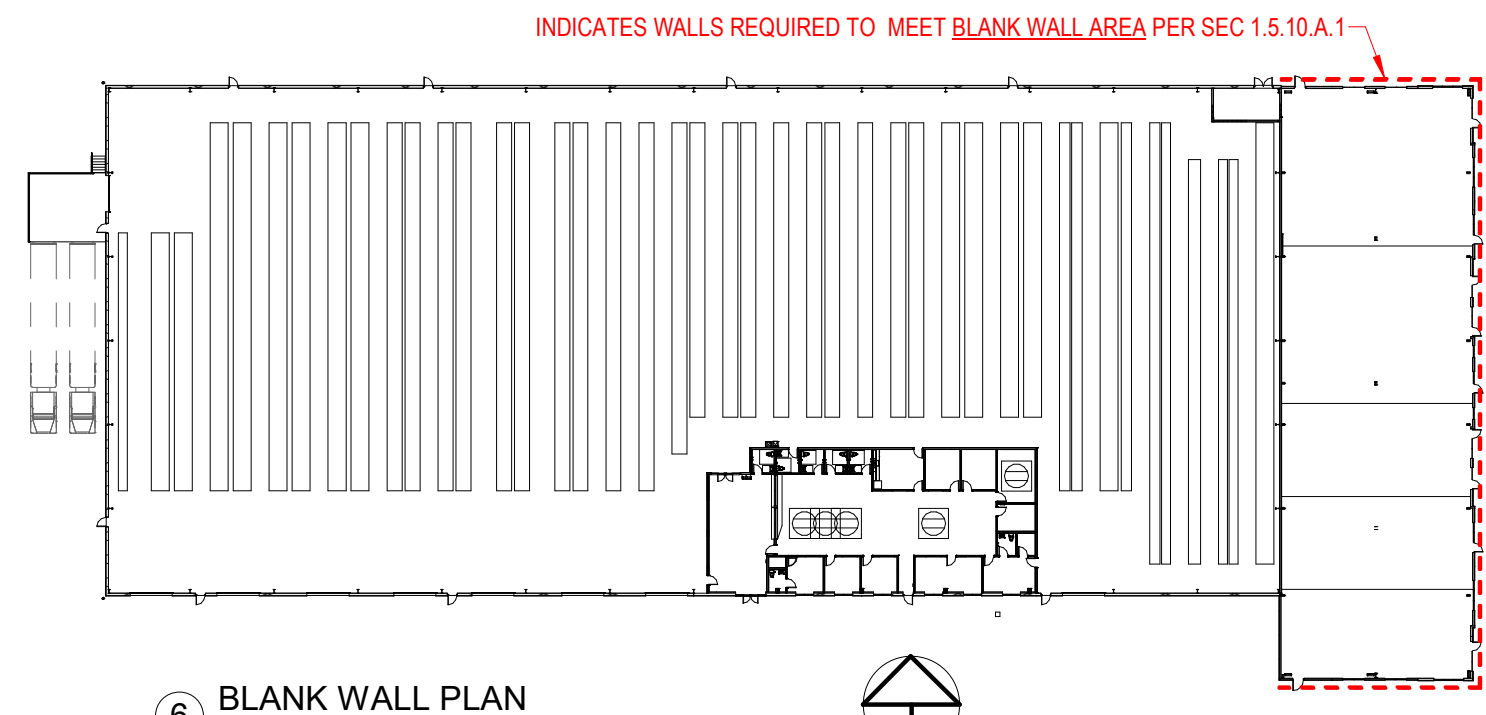 INDICATES WALLS REQUIRED TO MEET BLANK WALL AREA PER SEC 1.5.10.A.1
6 BLANK WALL PLAN